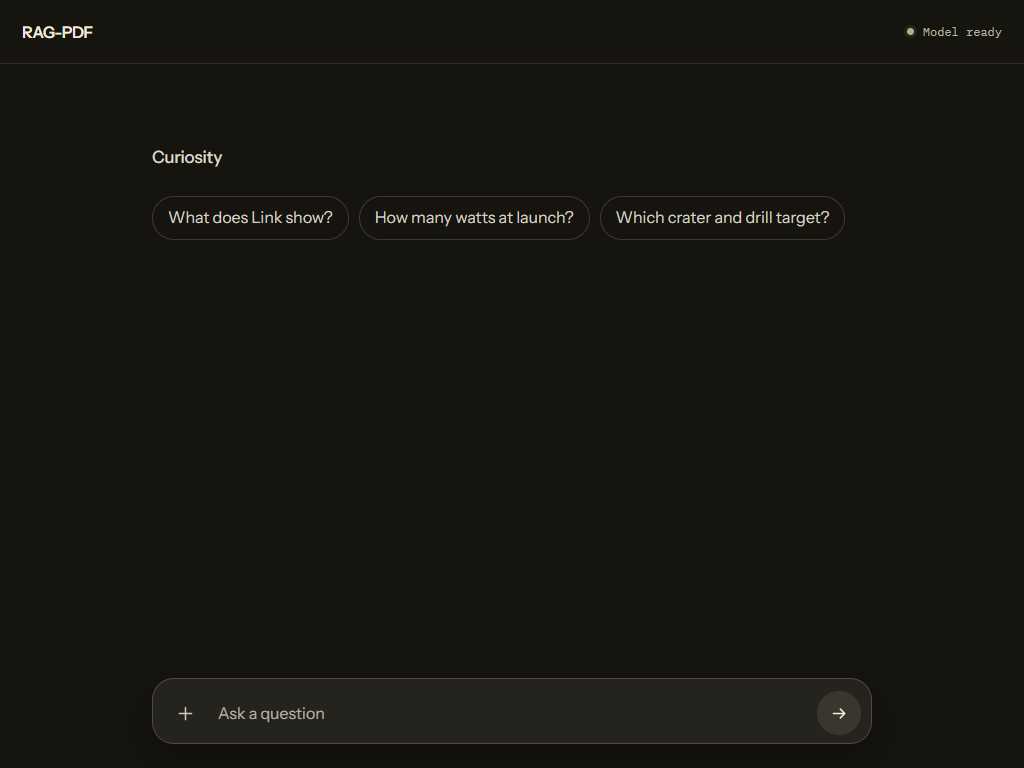 RAG-PDF
Model ready
Curiosity
What does Link show?
How many watts at launch?
Which crater and drill target?
Ask a question